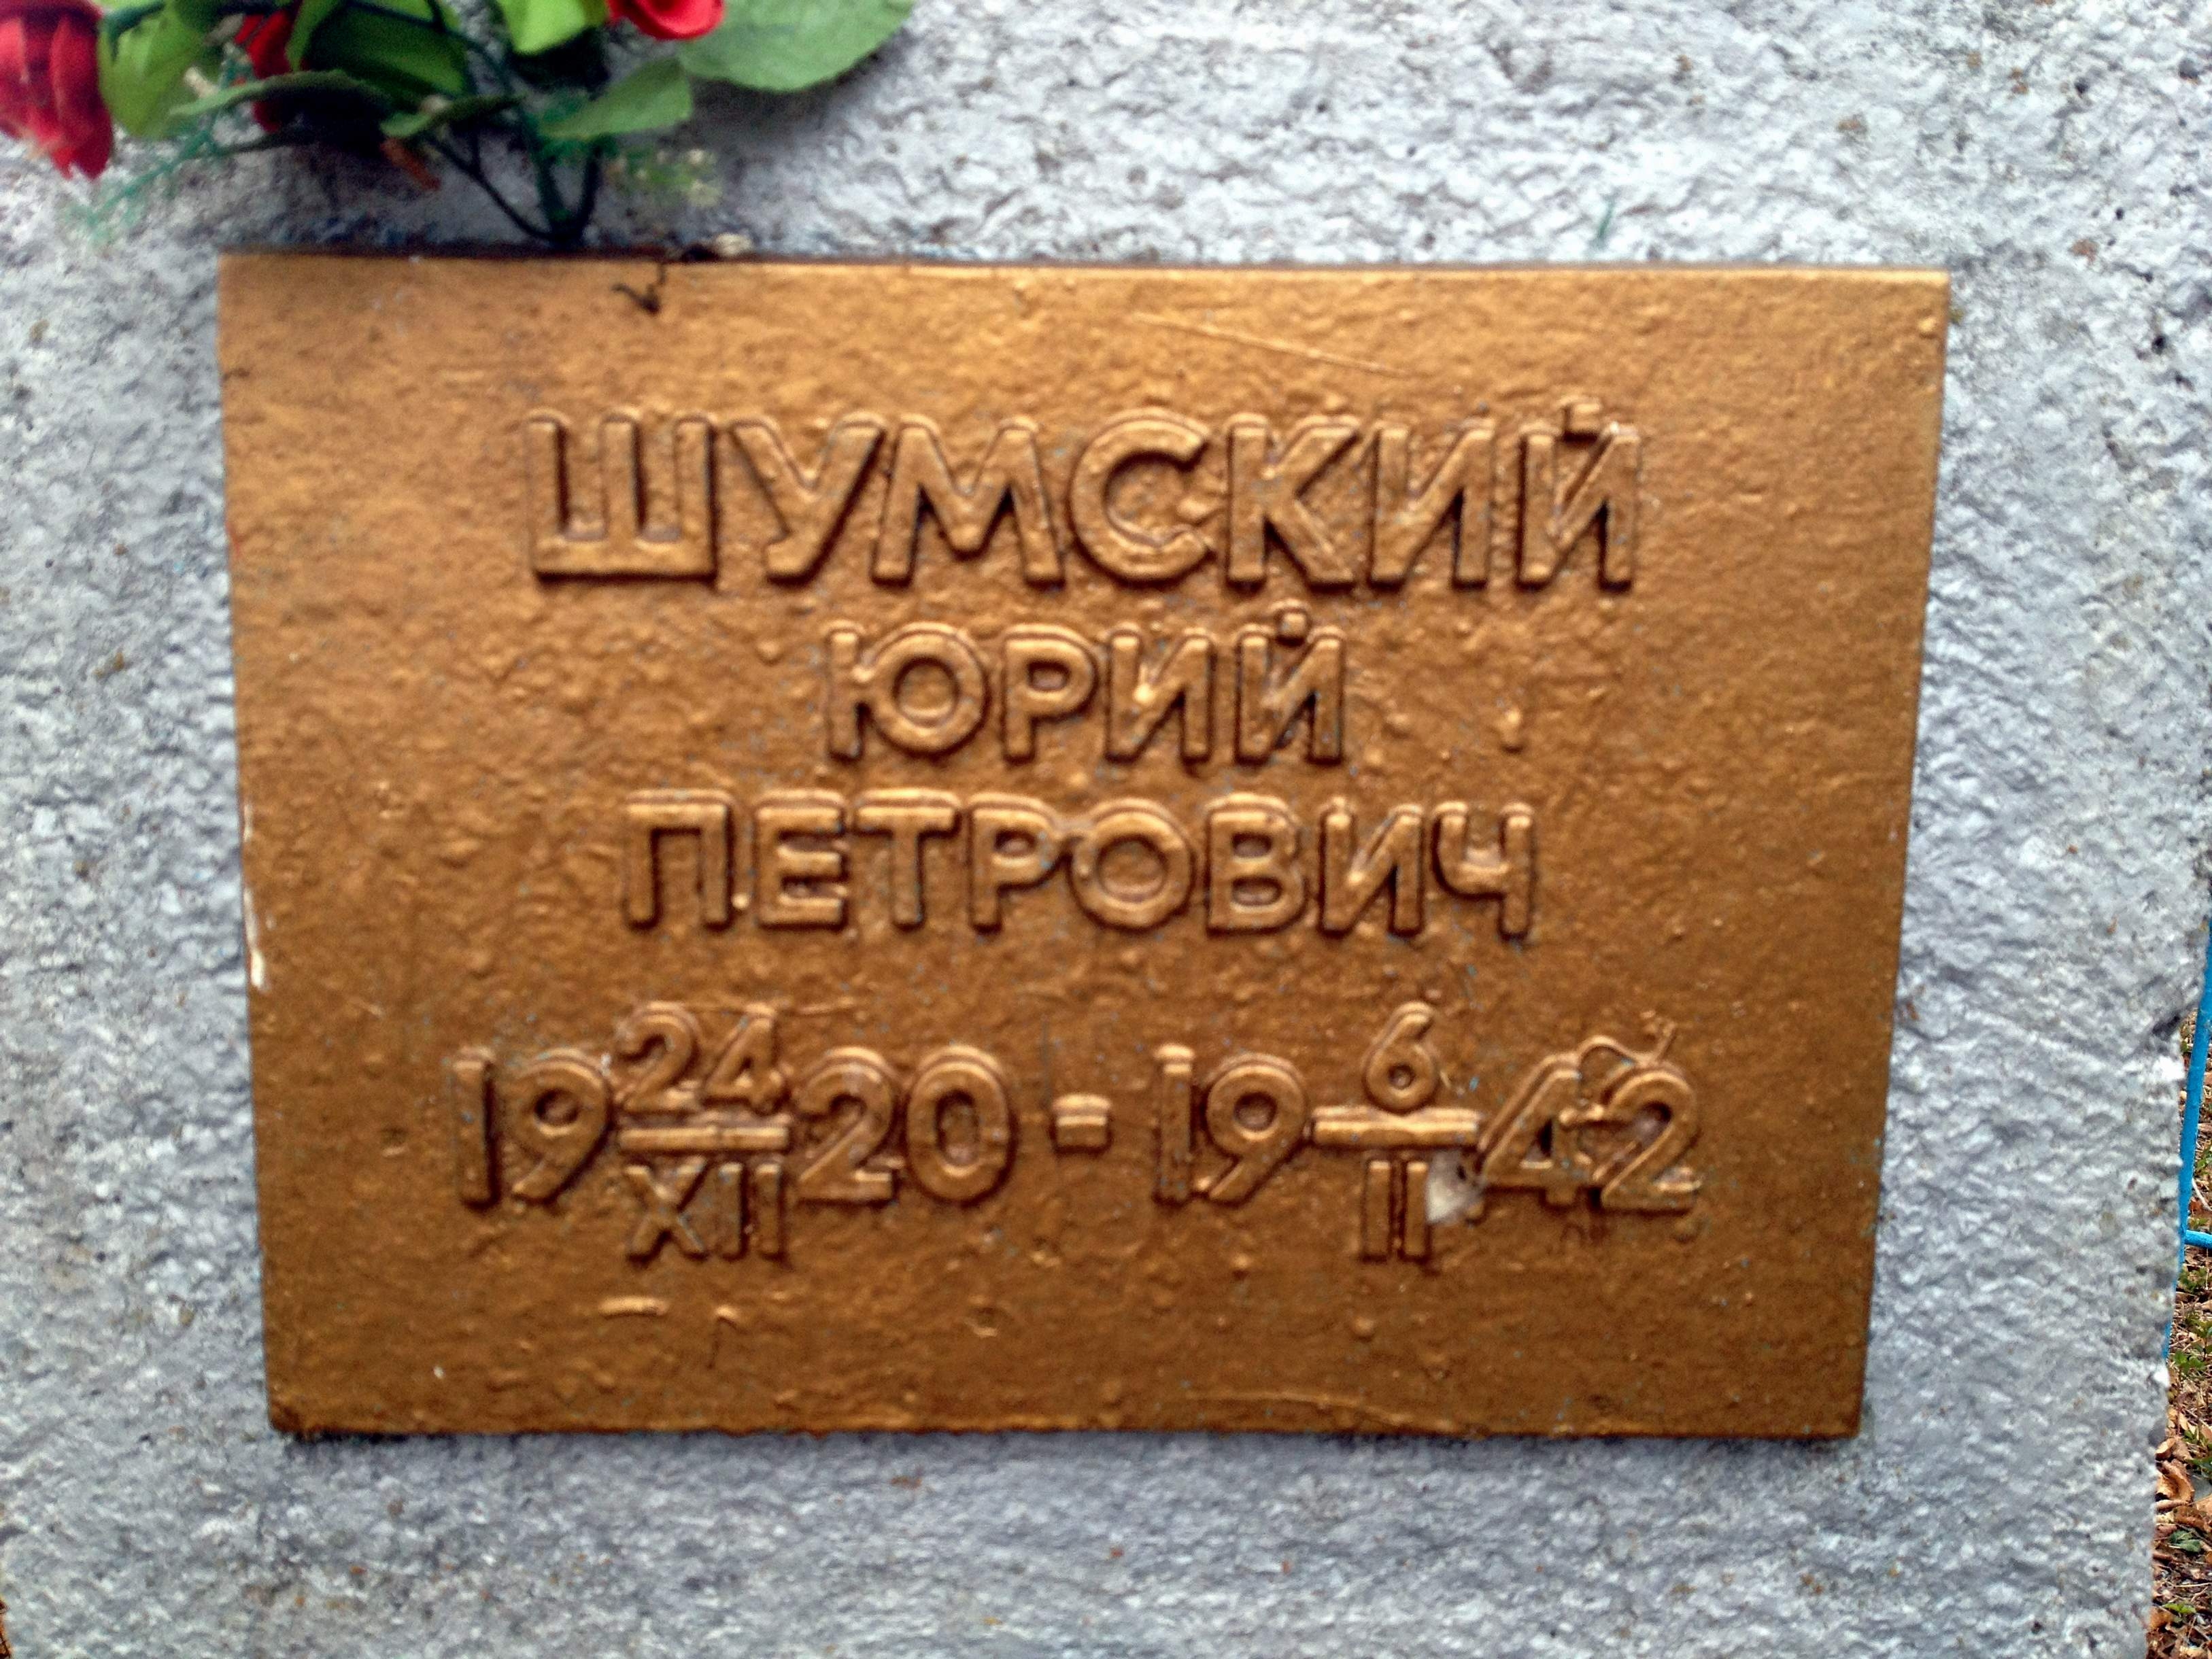 ШУМСКИЙ
ЮРИЙ
ПЕТРОВИЧ
19 24/XII 20 - 19 6/II 42